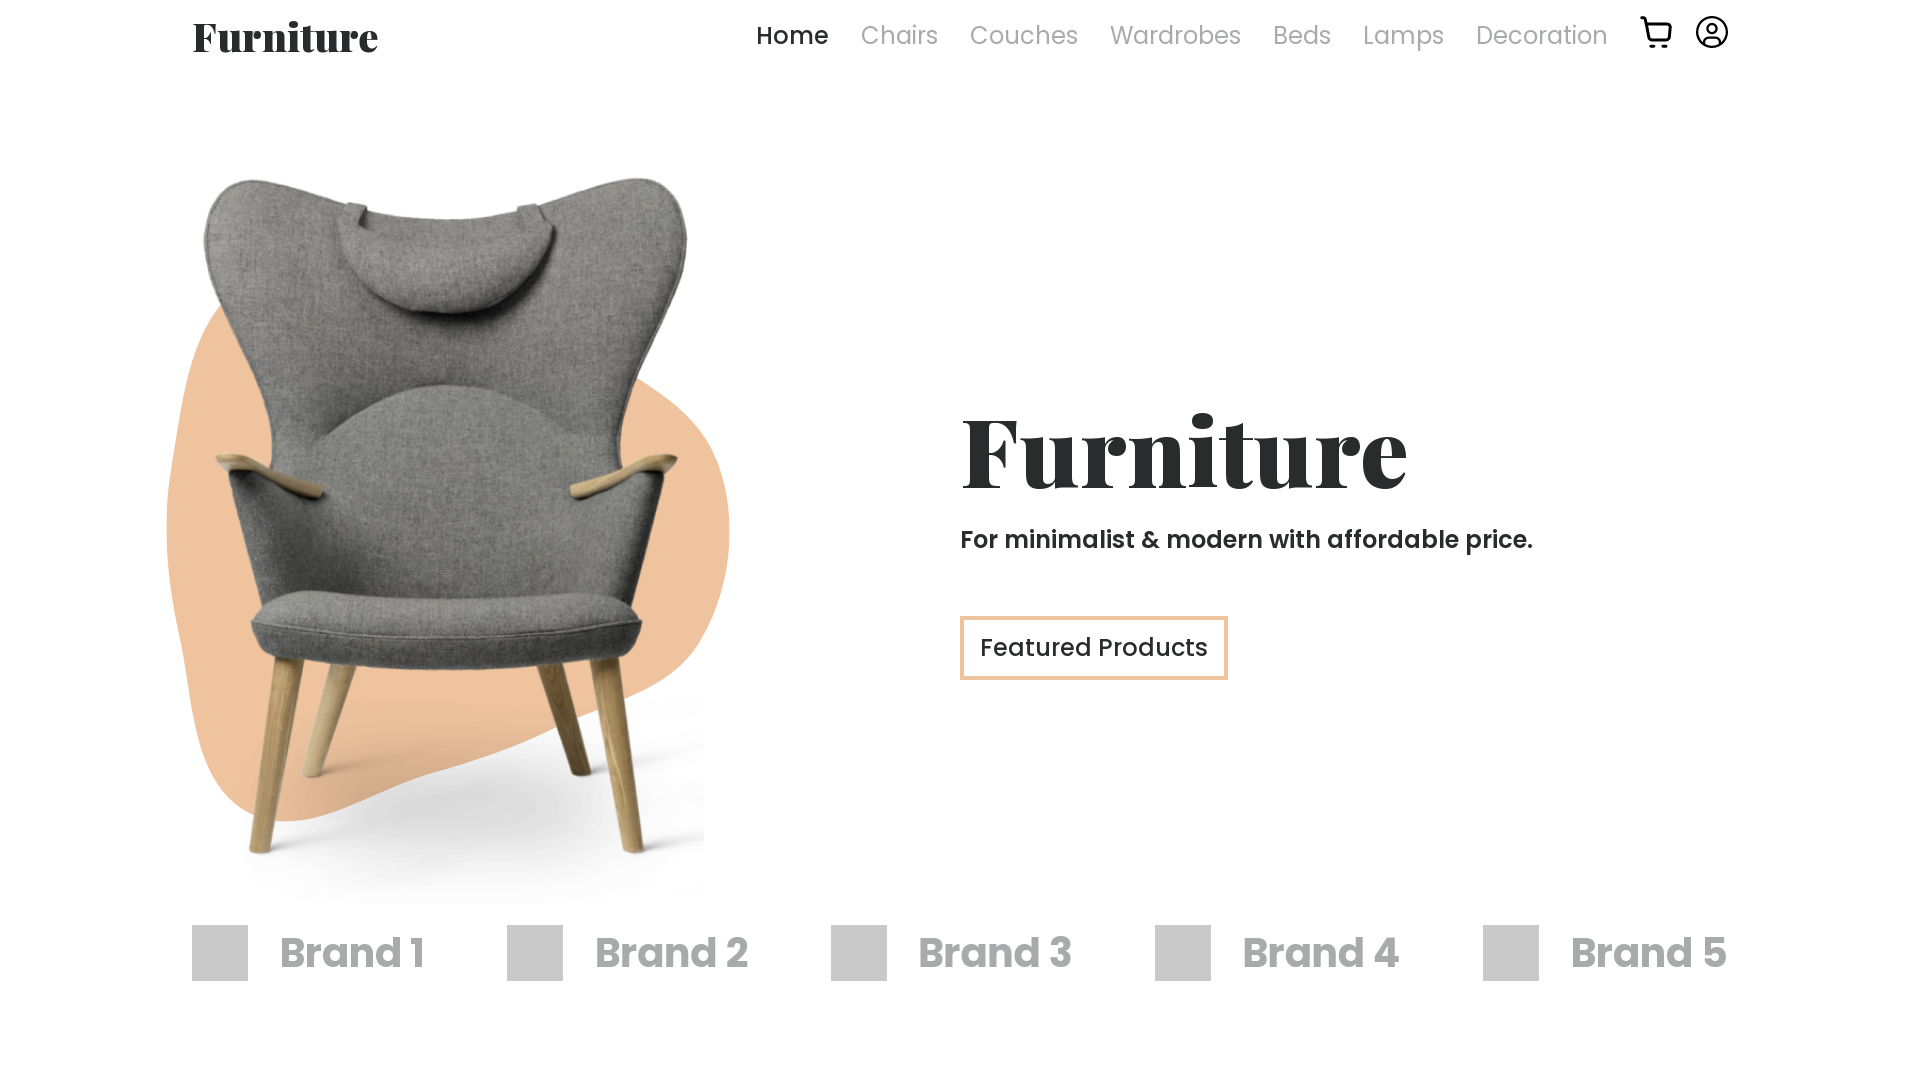 Furniture
Home Chairs Couches Wardrobes Beds Lamps Decoration
Furniture
For minimalist & modern with affordable price.
Featured Products
Brand 1 Brand 2 Brand 3 Brand 4 Brand 5